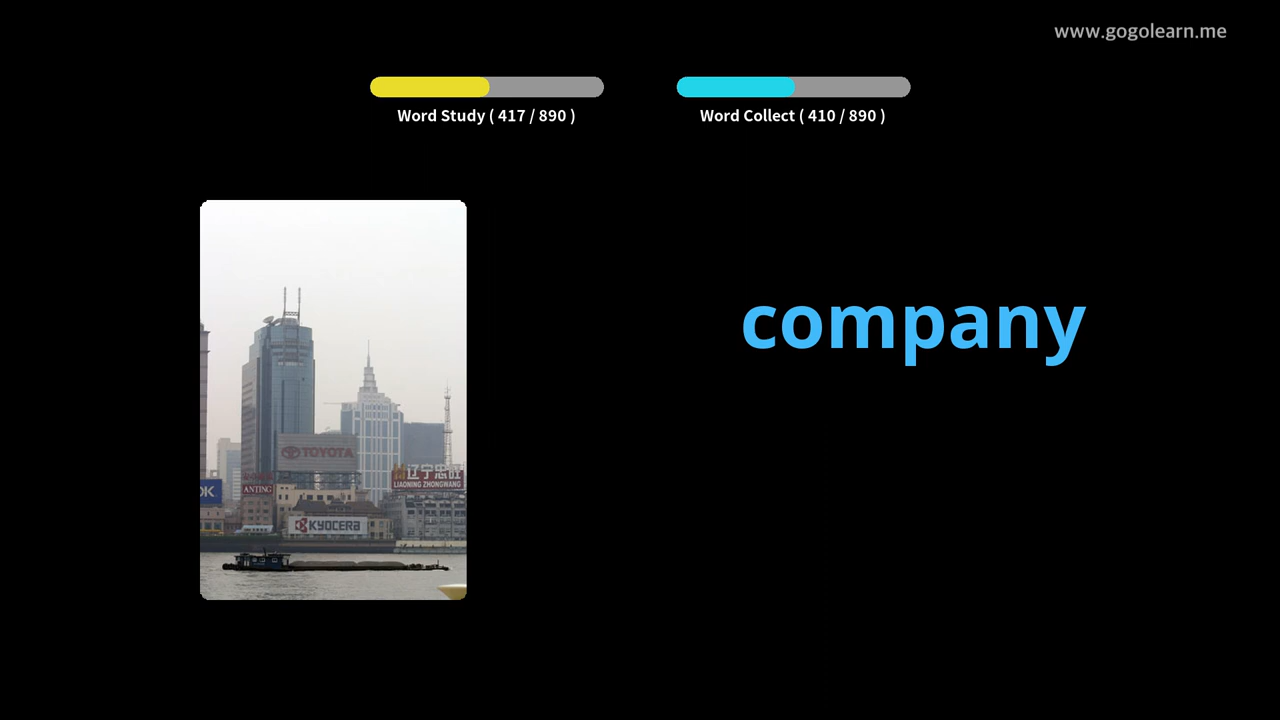 www.gogolearn.me
Word Study ( 417 / 890 )
Word Collect ( 410 / 890 )
company
TOYOTA
辽宁忠旺
LIAONING ZHONGWANG
OK
ANTING
KYOCERA